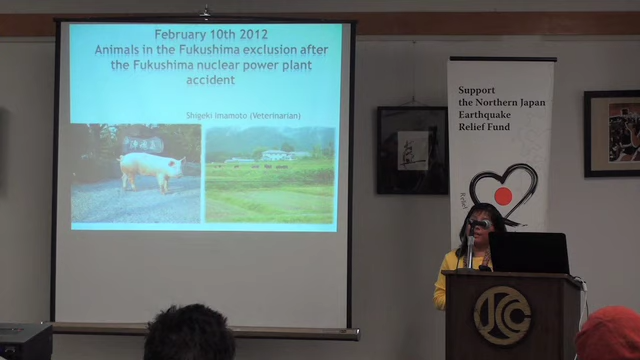 February 10th 2012
Animals in the Fukushima exclusion after
the Fukushima nuclear power plant
accident
Shigeki Imamoto (Veterinarian)
Support
the Northern Japan
Earthquake
Relief Fund
JCC